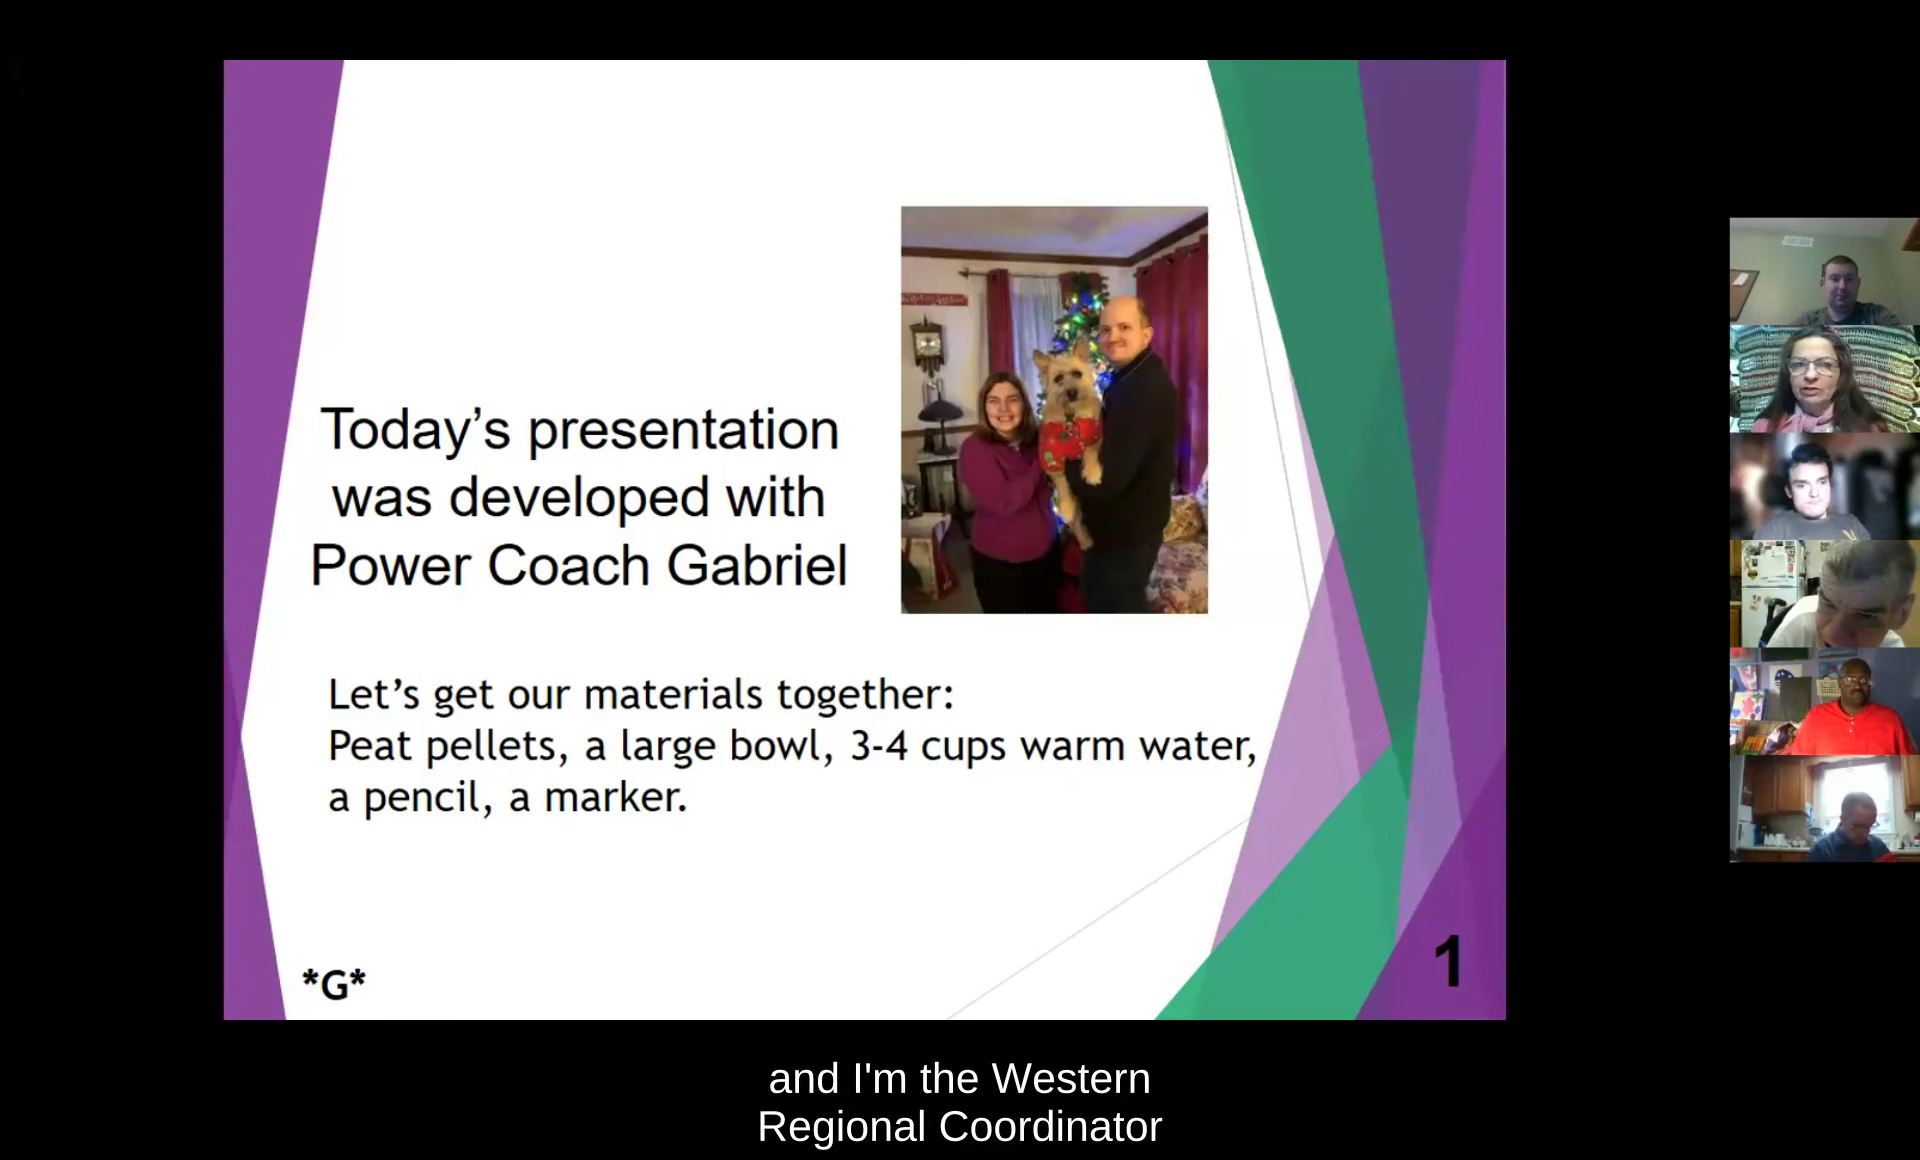 Today’s presentation
was developed with
Power Coach Gabriel
Let’s get our materials together:
Peat pellets, a large bowl, 3-4 cups warm water,
a pencil, a marker.
*G*
1
and I'm the Western
Regional Coordinator